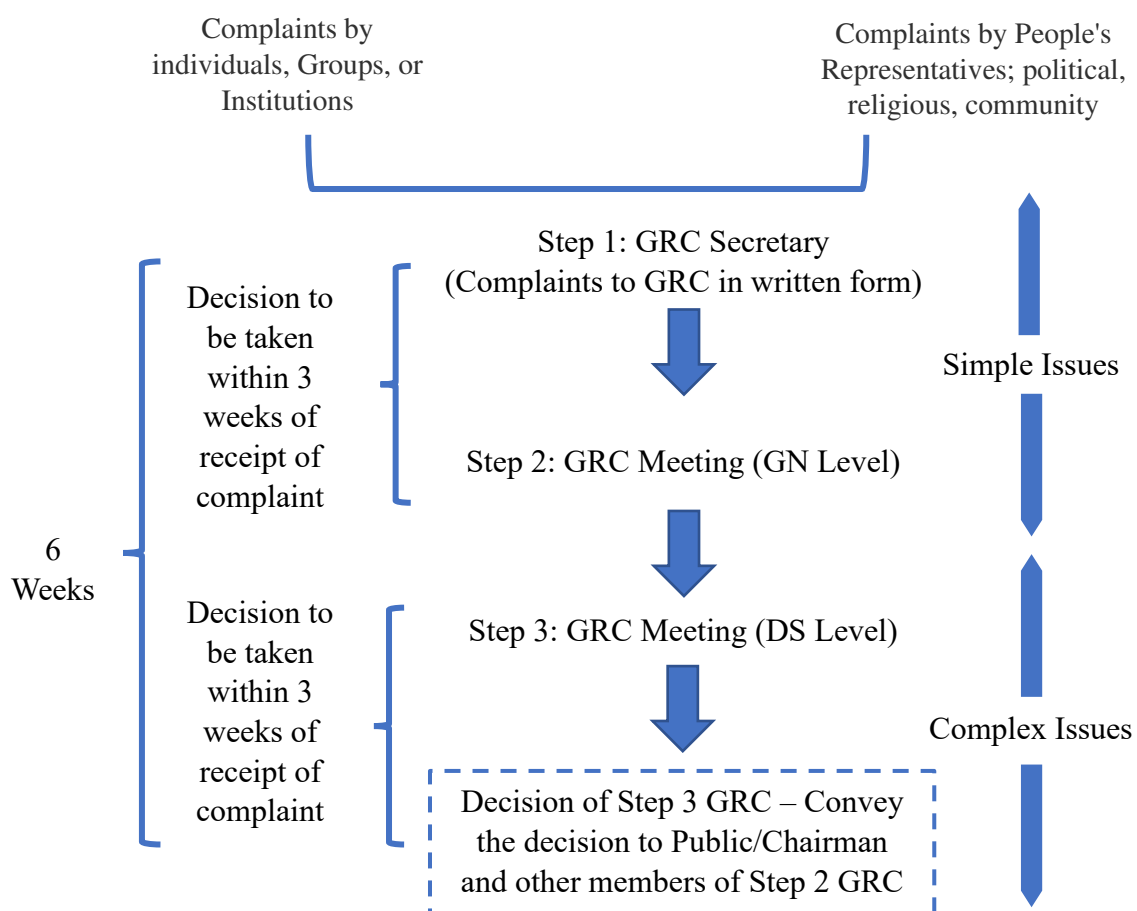 Complaints by
individuals, Groups, or
Institutions
Complaints by People's
Representatives; political,
religious, community
Step 1: GRC Secretary
(Complaints to GRC in written form)
Decision to
be taken
within 3
weeks of
receipt of
complaint
Simple Issues
Step 2: GRC Meeting (GN Level)
6
Weeks
Decision to
be taken
within 3
weeks of
receipt of
complaint
Step 3: GRC Meeting (DS Level)
Complex Issues
Decision of Step 3 GRC – Convey
the decision to Public/Chairman
and other members of Step 2 GRC